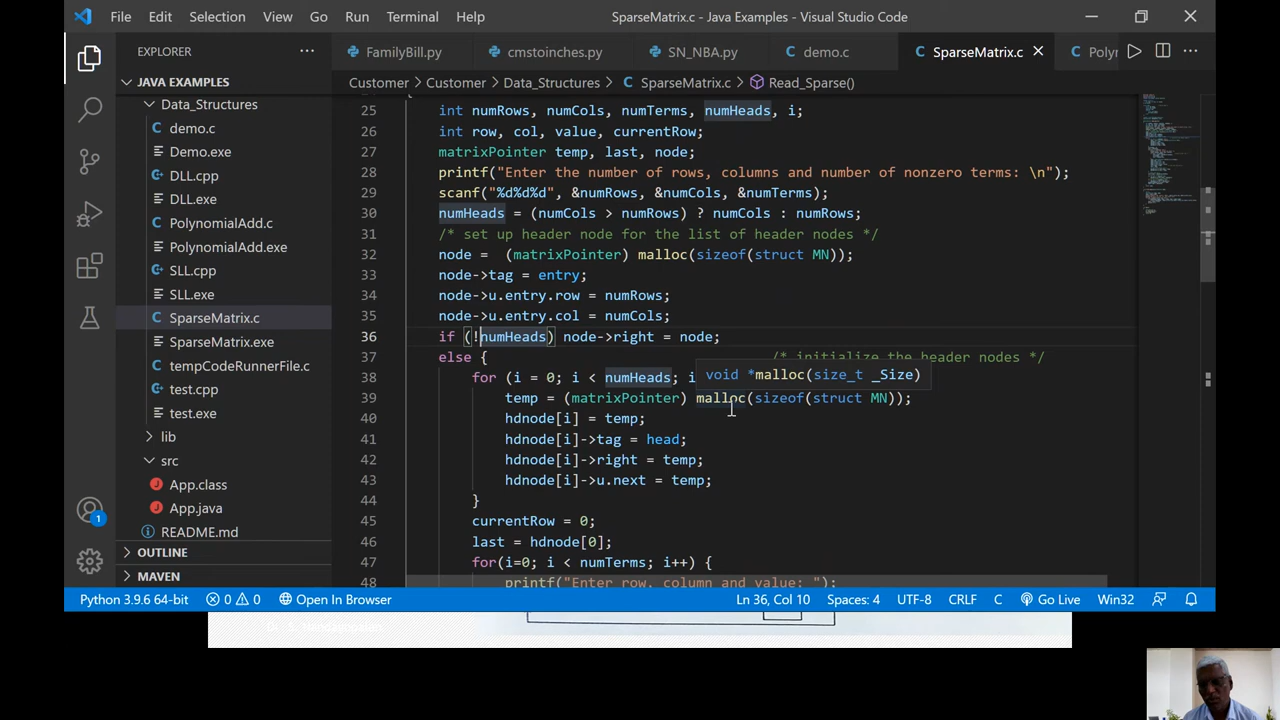 File Edit Selection View Go Run Terminal Help SparseMatrix.c - Java Examples - Visual Studio Code
EXPLORER ··· FamilyBill.py cmstoinches.py SN_NBA.py demo.c SparseMatrix.c Polyr
JAVA EXAMPLES Customer > Customer > Data_Structures > C SparseMatrix.c > Read_Sparse()
Data_Structures
demo.c
Demo.exe
DLL.cpp
DLL.exe
PolynomialAdd.c
PolynomialAdd.exe
SLL.cpp
SLL.exe
SparseMatrix.c
SparseMatrix.exe
tempCodeRunnerFile.c
test.cpp
test.exe
lib
src
App.class
App.java
README.md
OUTLINE
MAVEN
25 int numRows, numCols, numTerms, numHeads, i;
26 int row, col, value, currentRow;
27 matrixPointer temp, last, node;
28 printf("Enter the number of rows, columns and number of nonzero terms: \n");
29 scanf("%d%d%d", &numRows, &numCols, &numTerms);
30 numHeads = (numCols > numRows) ? numCols : numRows;
31 /* set up header node for the list of header nodes */
32 node = (matrixPointer) malloc(sizeof(struct MN));
33 node->tag = entry;
34 node->u.entry.row = numRows;
35 node->u.entry.col = numCols;
36 if (!numHeads) node->right = node;
37 else { /* initialize the header nodes */
38 for (i = 0; i < numHeads; i
void *malloc(size_t _Size)
39 temp = (matrixPointer) malloc(sizeof(struct MN));
40 hdnode[i] = temp;
41 hdnode[i]->tag = head;
42 hdnode[i]->right = temp;
43 hdnode[i]->u.next = temp;
44 }
45 currentRow = 0;
46 last = hdnode[0];
47 for(i=0; i < numTerms; i++) {
48 printf("Enter row, column and value: ");
Python 3.9.6 64-bit 0 0 Open In Browser Ln 36, Col 10 Spaces: 4 UTF-8 CRLF C Go Live Win32